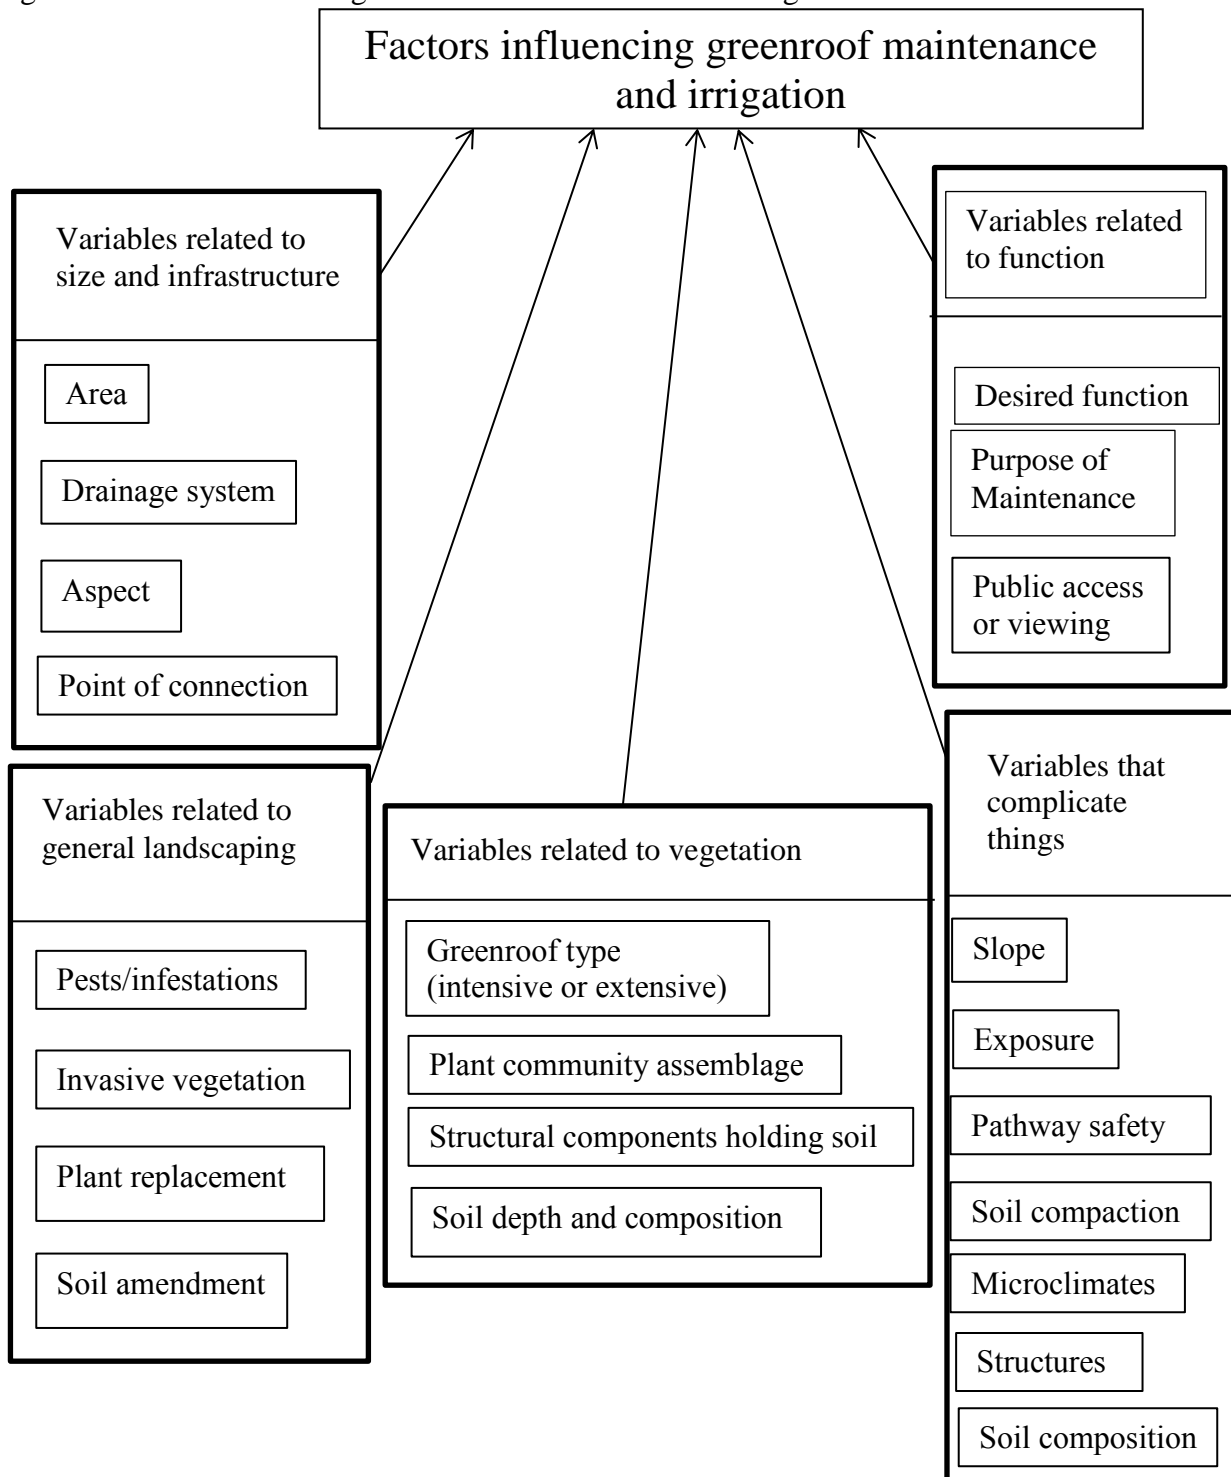 Factors influencing greenroof maintenance
and irrigation
Variables related to
size and infrastructure
Area
Drainage system
Aspect
Point of connection
Variables related
to function
Desired function
Purpose of
Maintenance
Public access
or viewing
Variables related to
general landscaping
Pests/infestations
Invasive vegetation
Plant replacement
Soil amendment
Variables related to vegetation
Greenroof type
(intensive or extensive)
Plant community assemblage
Structural components holding soil
Soil depth and composition
Variables that
complicate
things
Slope
Exposure
Pathway safety
Soil compaction
Microclimates
Structures
Soil composition